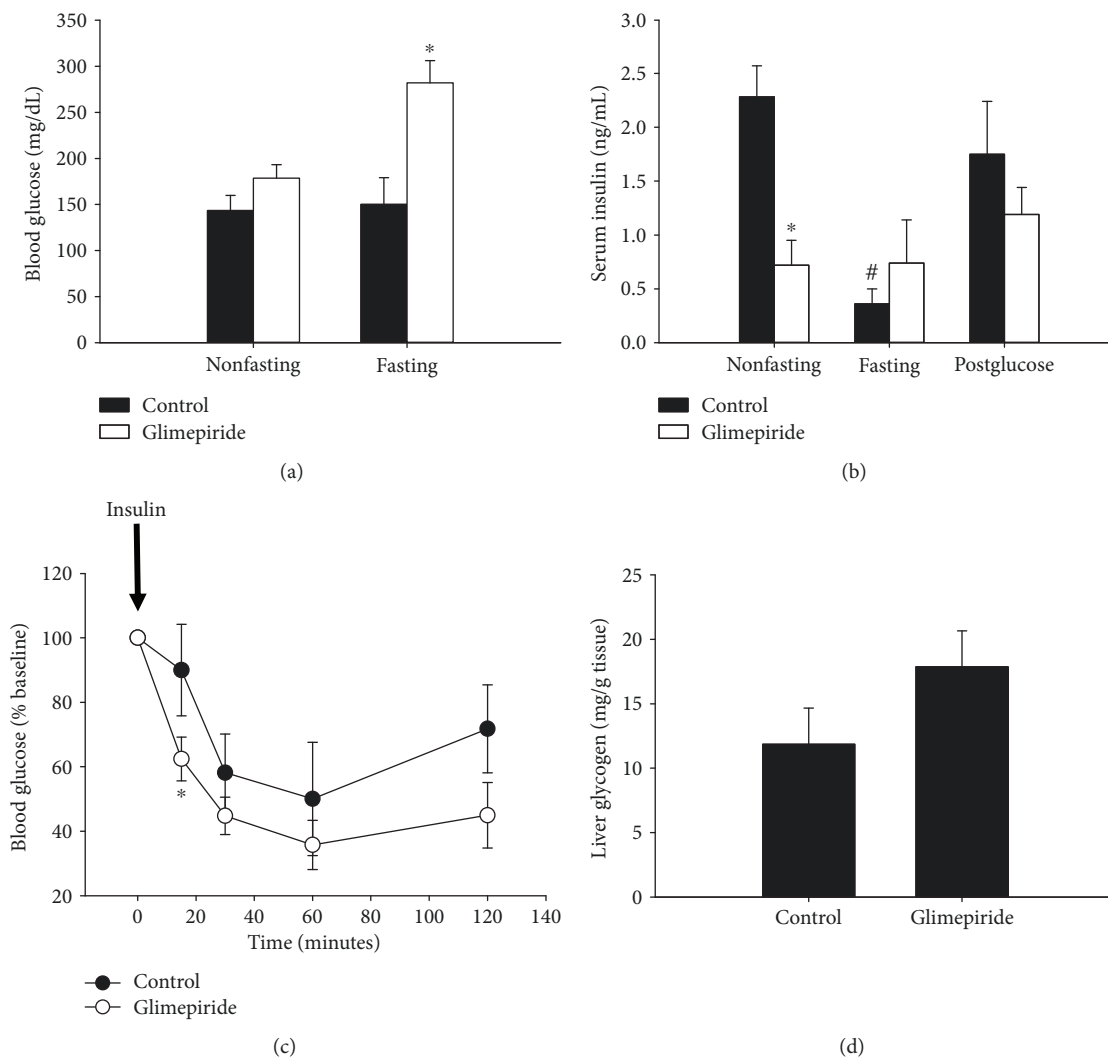 350
300
250
200
150
100
50
0
Blood glucose (mg/dL)
*
Nonfasting
Fasting
Control
Glimepiride
(a)
3.0
2.5
2.0
1.5
1.0
0.5
0.0
Serum insulin (ng/mL)
*
#
Nonfasting
Fasting
Postglucose
Control
Glimepiride
(b)
Insulin
120
100
80
60
40
20
Blood glucose (% baseline)
*
0
20
40
60
80
100
120
140
Time (minutes)
Control
Glimepiride
(c)
25
20
15
10
5
0
Liver glycogen (mg/g tissue)
Control
Glimepiride
(d)